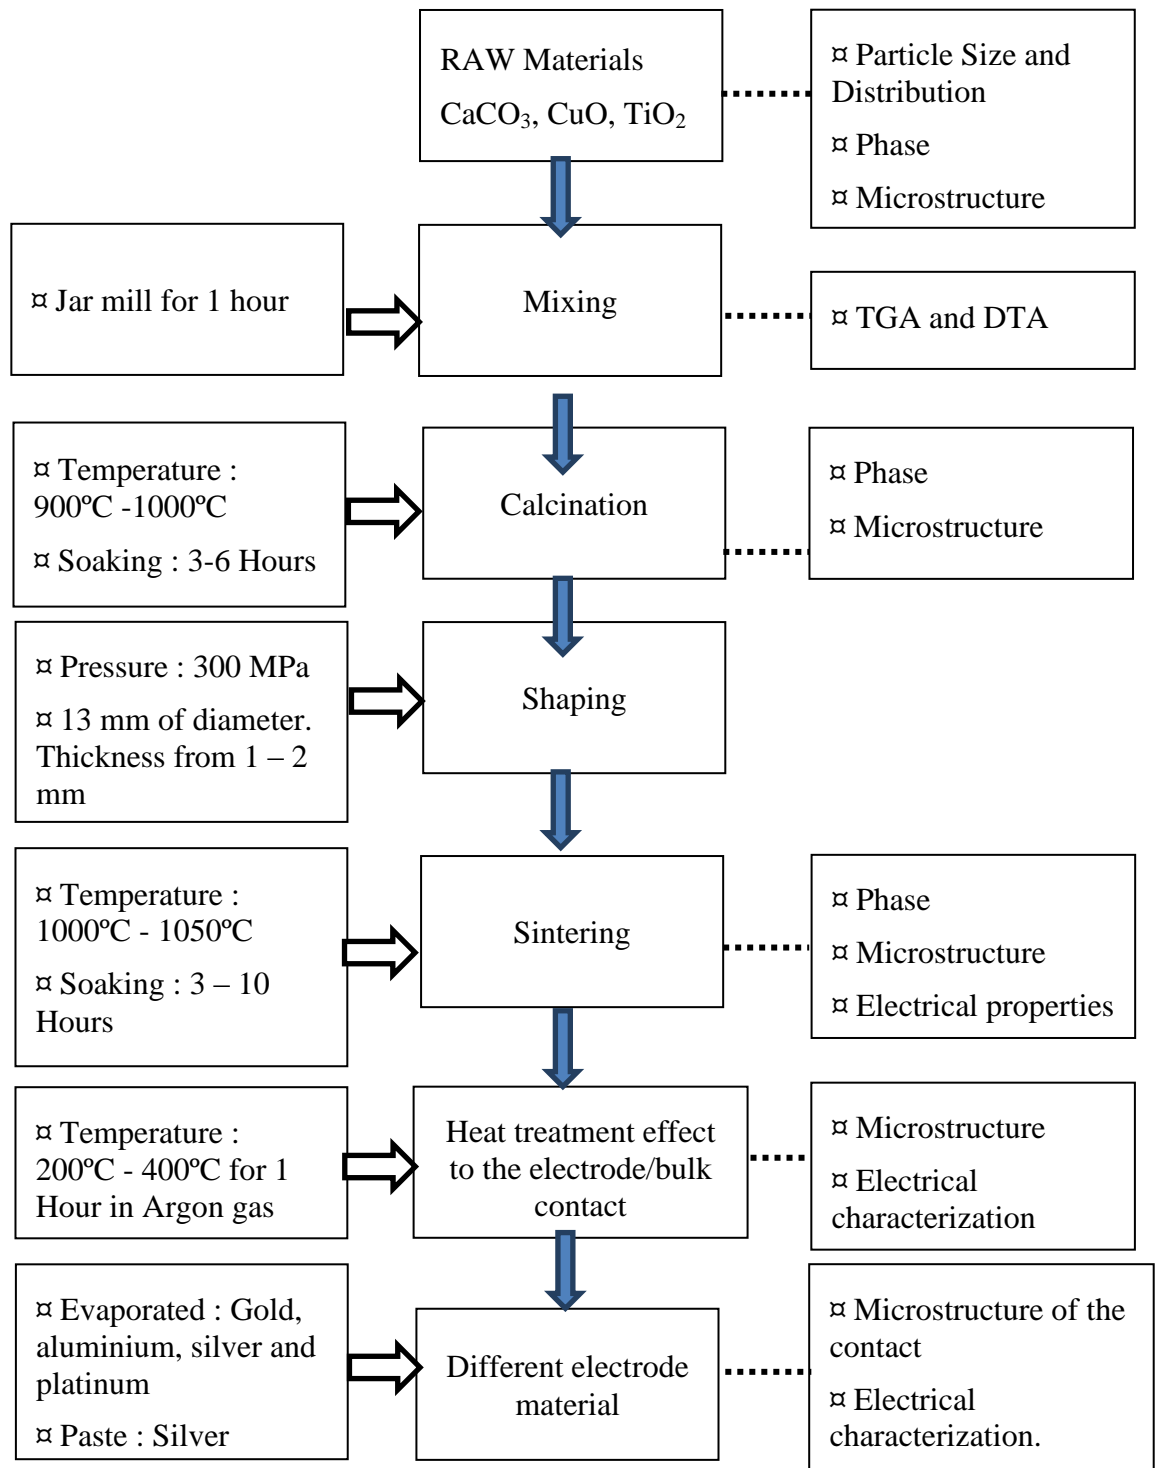 RAW Materials
CaCO₃, CuO, TiO₂
¤ Particle Size and
Distribution
¤ Phase
¤ Microstructure
¤ Jar mill for 1 hour
Mixing
¤ TGA and DTA
¤ Temperature :
900ºC -1000ºC
¤ Soaking : 3-6 Hours
Calcination
¤ Phase
¤ Microstructure
¤ Pressure : 300 MPa
¤ 13 mm of diameter.
Thickness from 1 – 2
mm
Shaping
¤ Temperature :
1000ºC - 1050ºC
¤ Soaking : 3 – 10
Hours
Sintering
¤ Phase
¤ Microstructure
¤ Electrical properties
¤ Temperature :
200ºC - 400ºC for 1
Hour in Argon gas
Heat treatment effect
to the electrode/bulk
contact
¤ Microstructure
¤ Electrical
characterization
¤ Evaporated : Gold,
aluminium, silver and
platinum
¤ Paste : Silver
Different electrode
material
¤ Microstructure of the
contact
¤ Electrical
characterization.